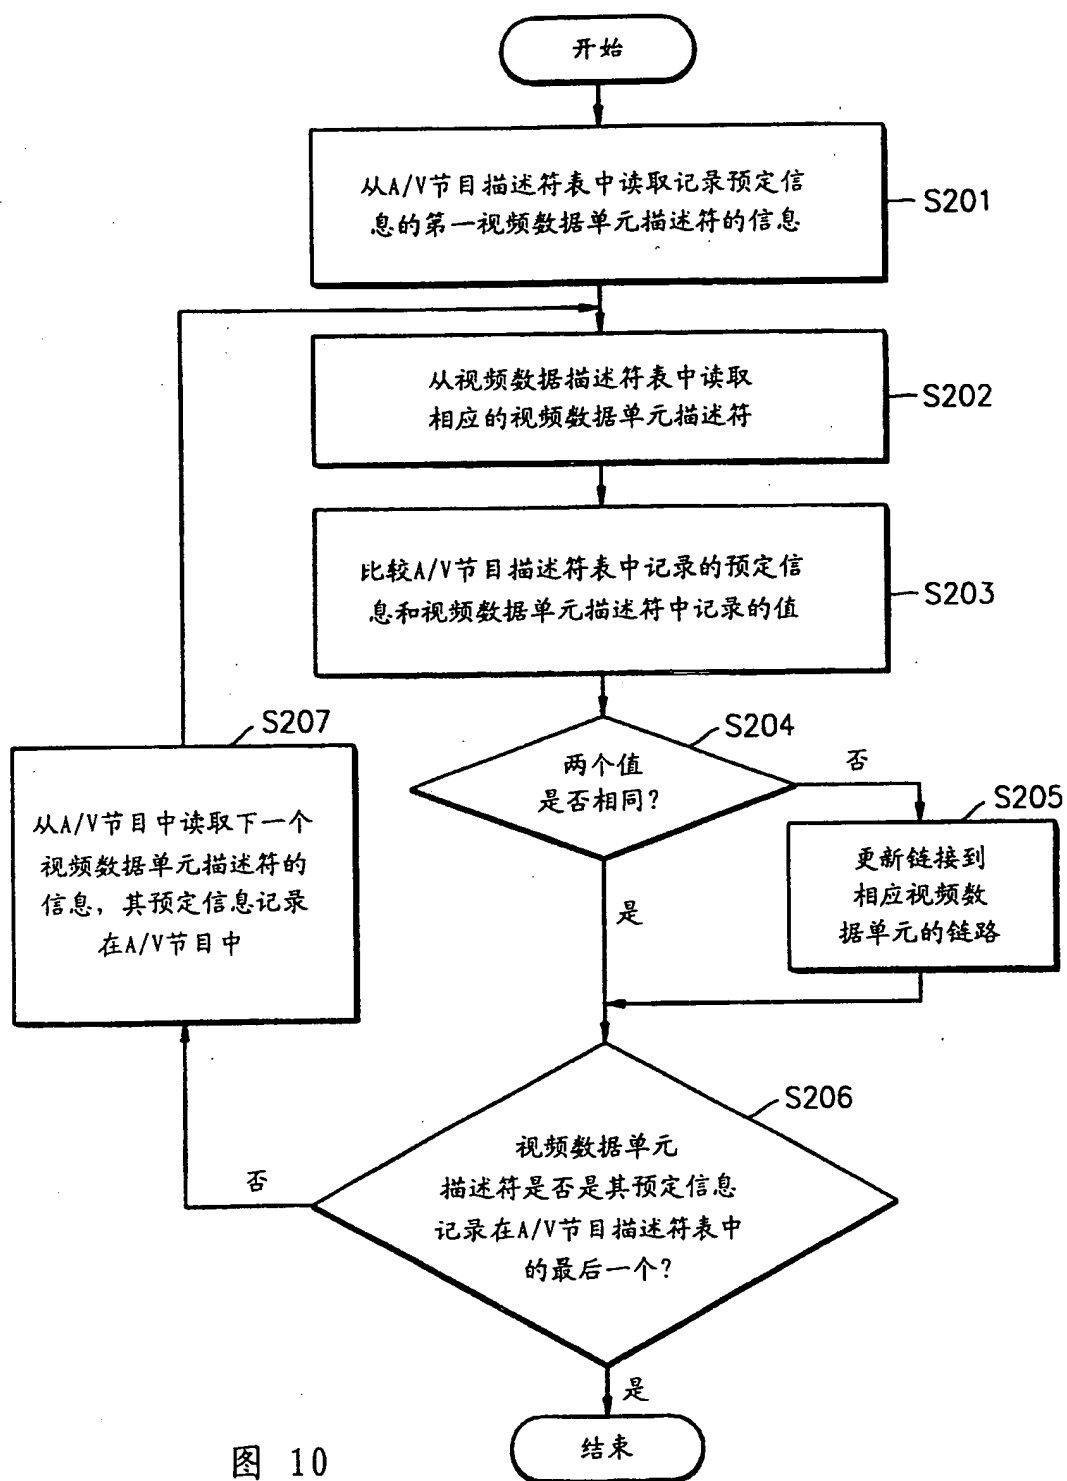 开始
从A/V节目描述符表中读取记录预定信
息的第一视频数据单元描述符的信息
S201
从视频数据描述符表中读取
相应的视频数据单元描述符
S202
比较A/V节目描述符表中记录的预定信
息和视频数据单元描述符中记录的值
S203
S204
两个值
是否相同？
否
是
S205
更新链接到
相应视频数
据单元的链路
S207
从A/V节目中读取下一个
视频数据单元描述符的
信息，其预定信息记录
在A/V节目中
S206
视频数据单元
描述符是否是其预定信息
记录在A/V节目描述符表中
的最后一个？
否
是
结束
图 10